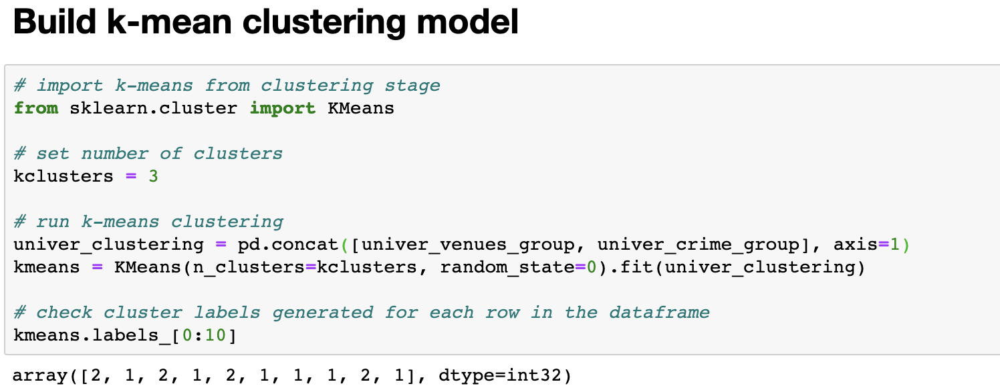 Build k-mean clustering model
# import k-means from clustering stage
from sklearn.cluster import KMeans
# set number of clusters
kclusters = 3
# run k-means clustering
univer_clustering = pd.concat([univer_venues_group, univer_crime_group], axis=1)
kmeans = KMeans(n_clusters=kclusters, random_state=0).fit(univer_clustering)
# check cluster labels generated for each row in the dataframe
kmeans.labels_[0:10]
array([2, 1, 2, 1, 2, 1, 1, 1, 2, 1], dtype=int32)